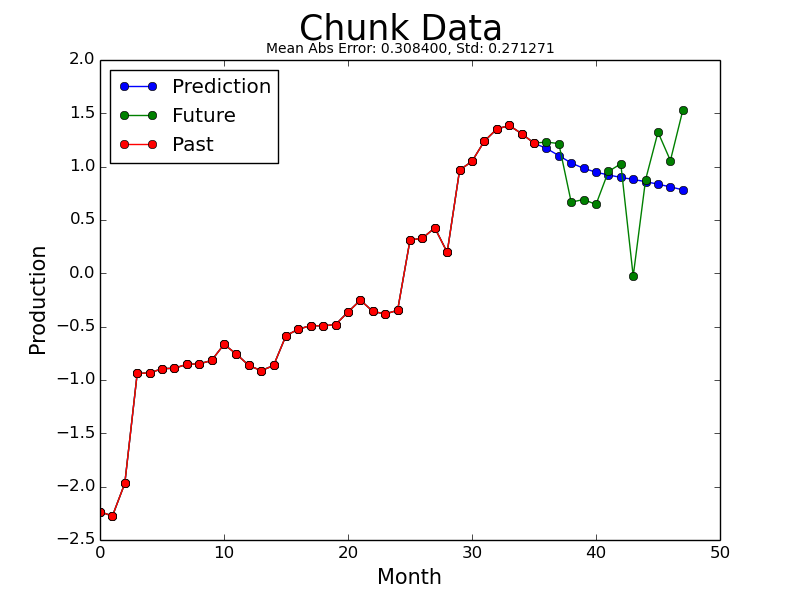 Chunk Data
Mean Abs Error: 0.308400, Std: 0.271271
Prediction
Future
Past
2.0
1.5
1.0
0.5
0.0
−0.5
−1.0
−1.5
−2.0
−2.5
Production
0 10 20 30 40 50
Month